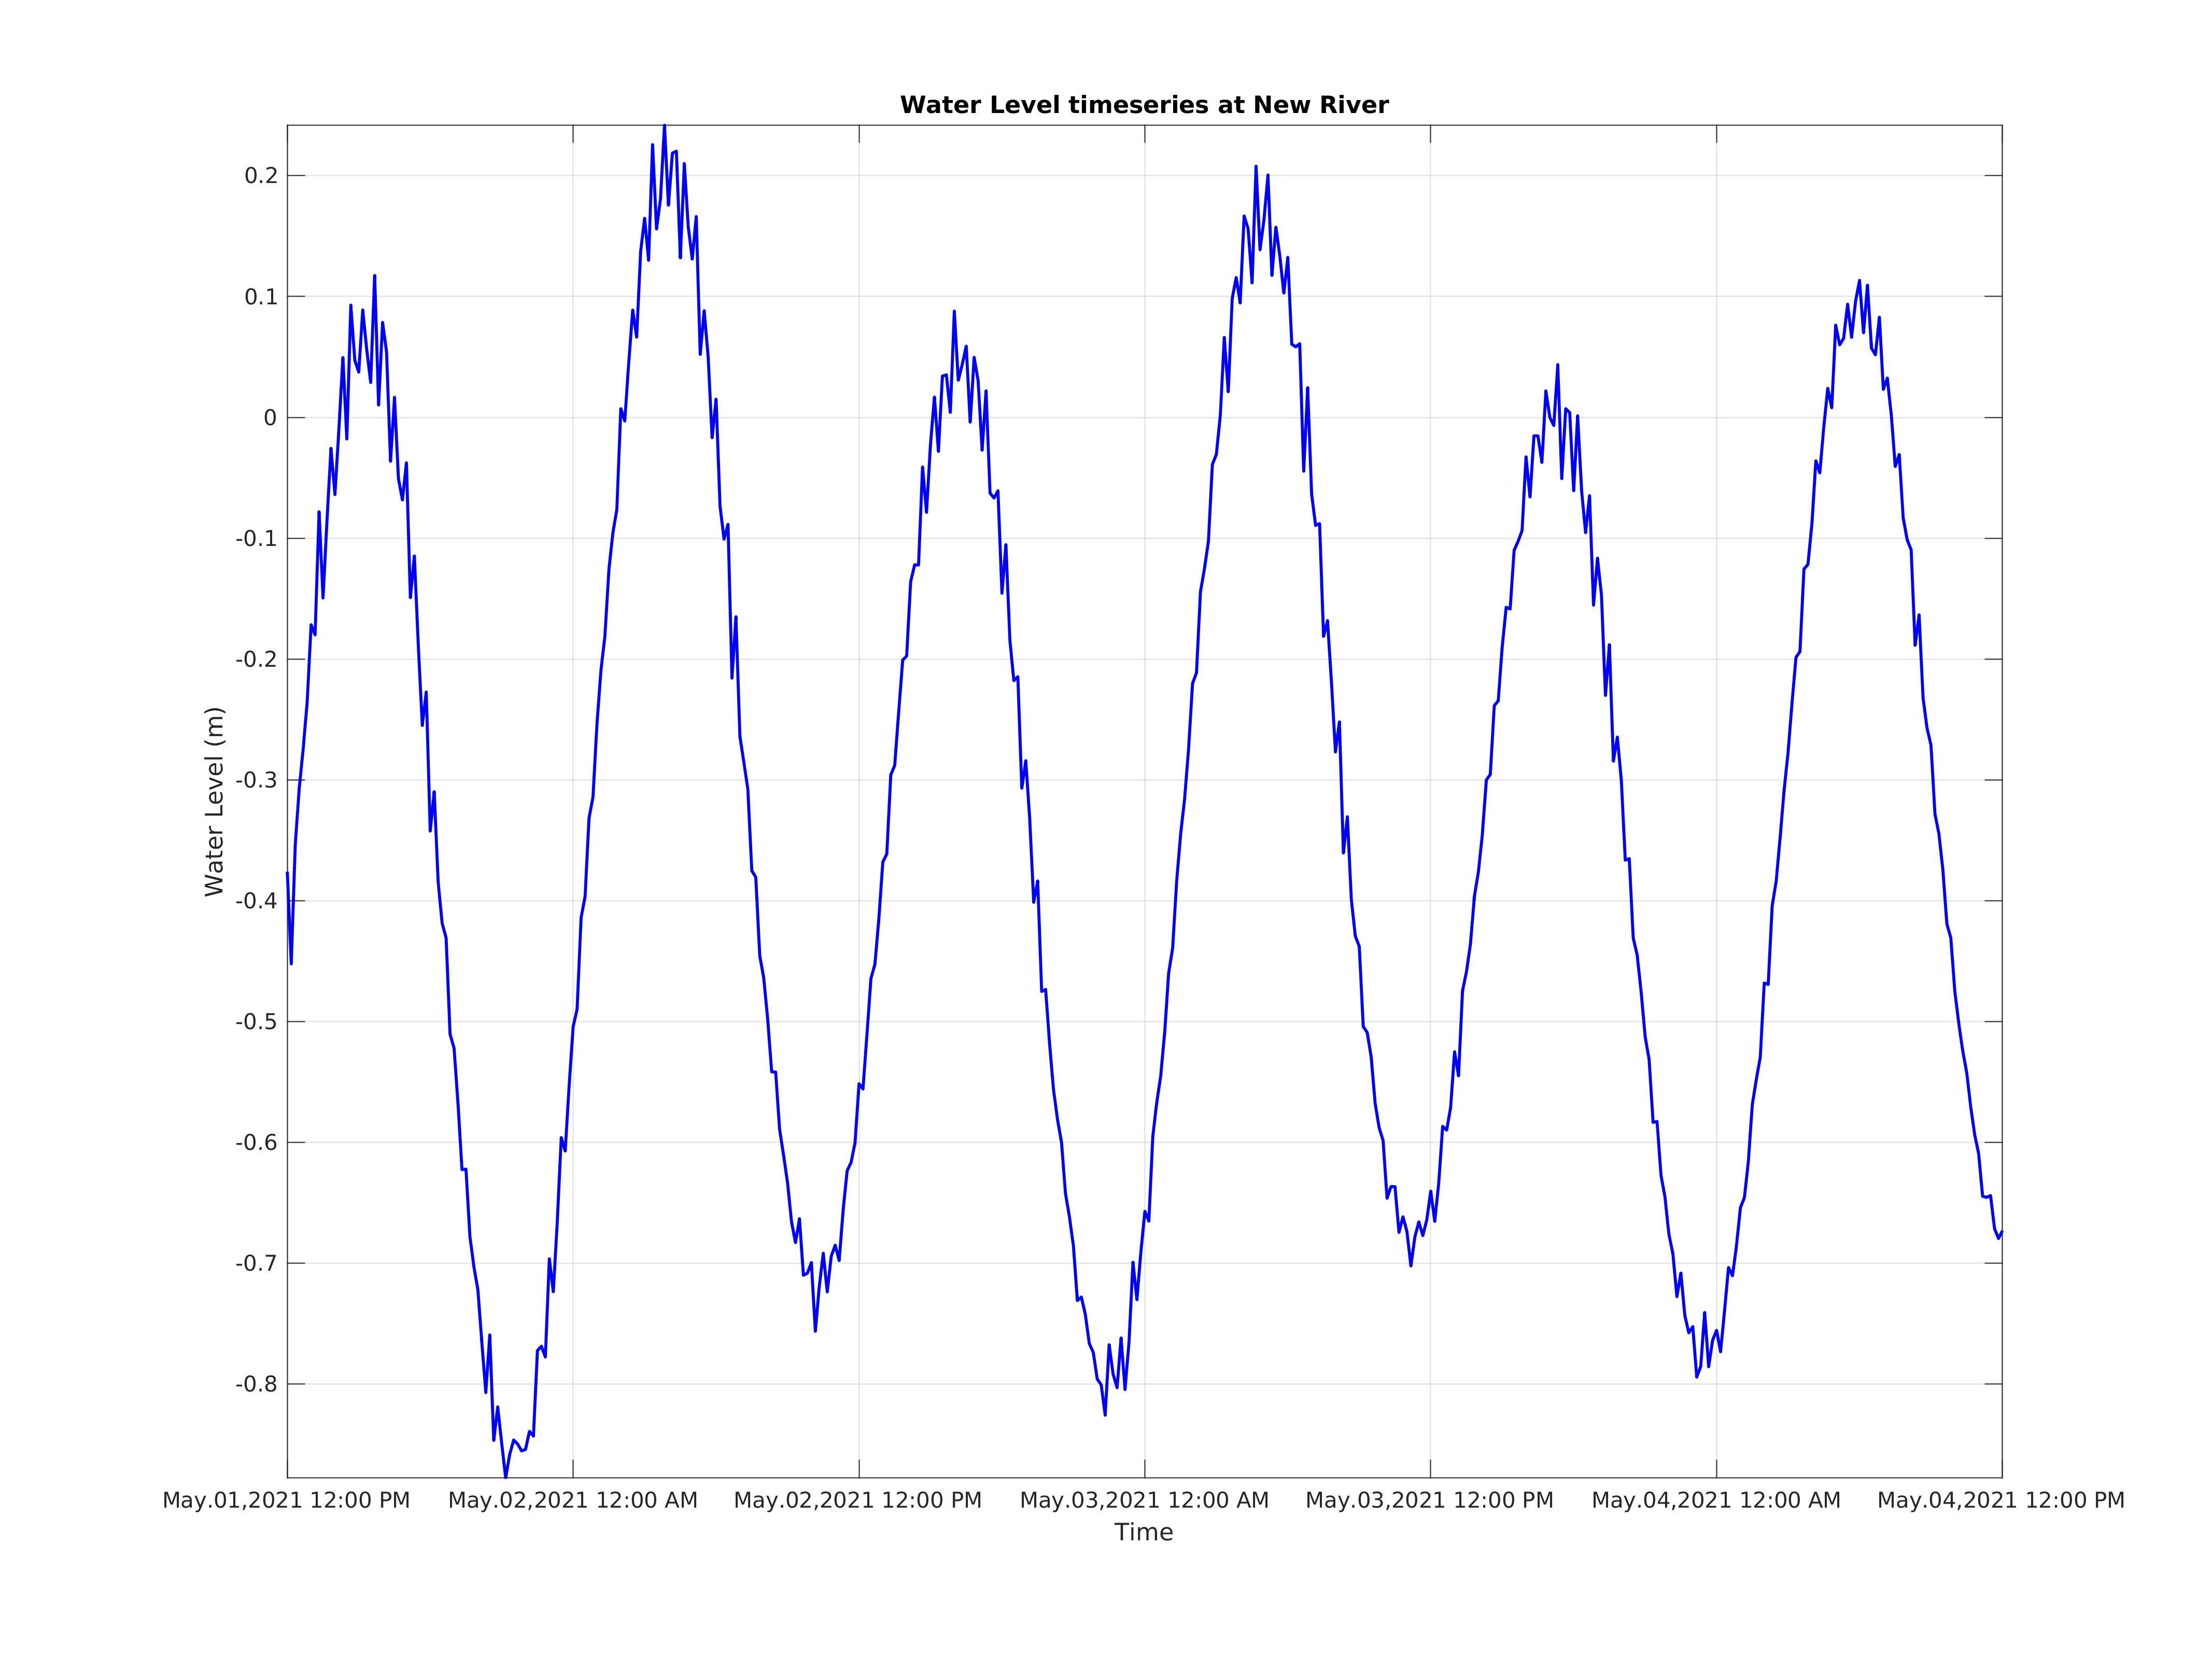 Water Level timeseries at New River
0.2
0.1
0
-0.1
-0.2
-0.3
-0.4
-0.5
-0.6
-0.7
-0.8
Water Level (m)
May.01,2021 12:00 PM
May.02,2021 12:00 AM
May.02,2021 12:00 PM
May.03,2021 12:00 AM
May.03,2021 12:00 PM
May.04,2021 12:00 AM
May.04,2021 12:00 PM
Time